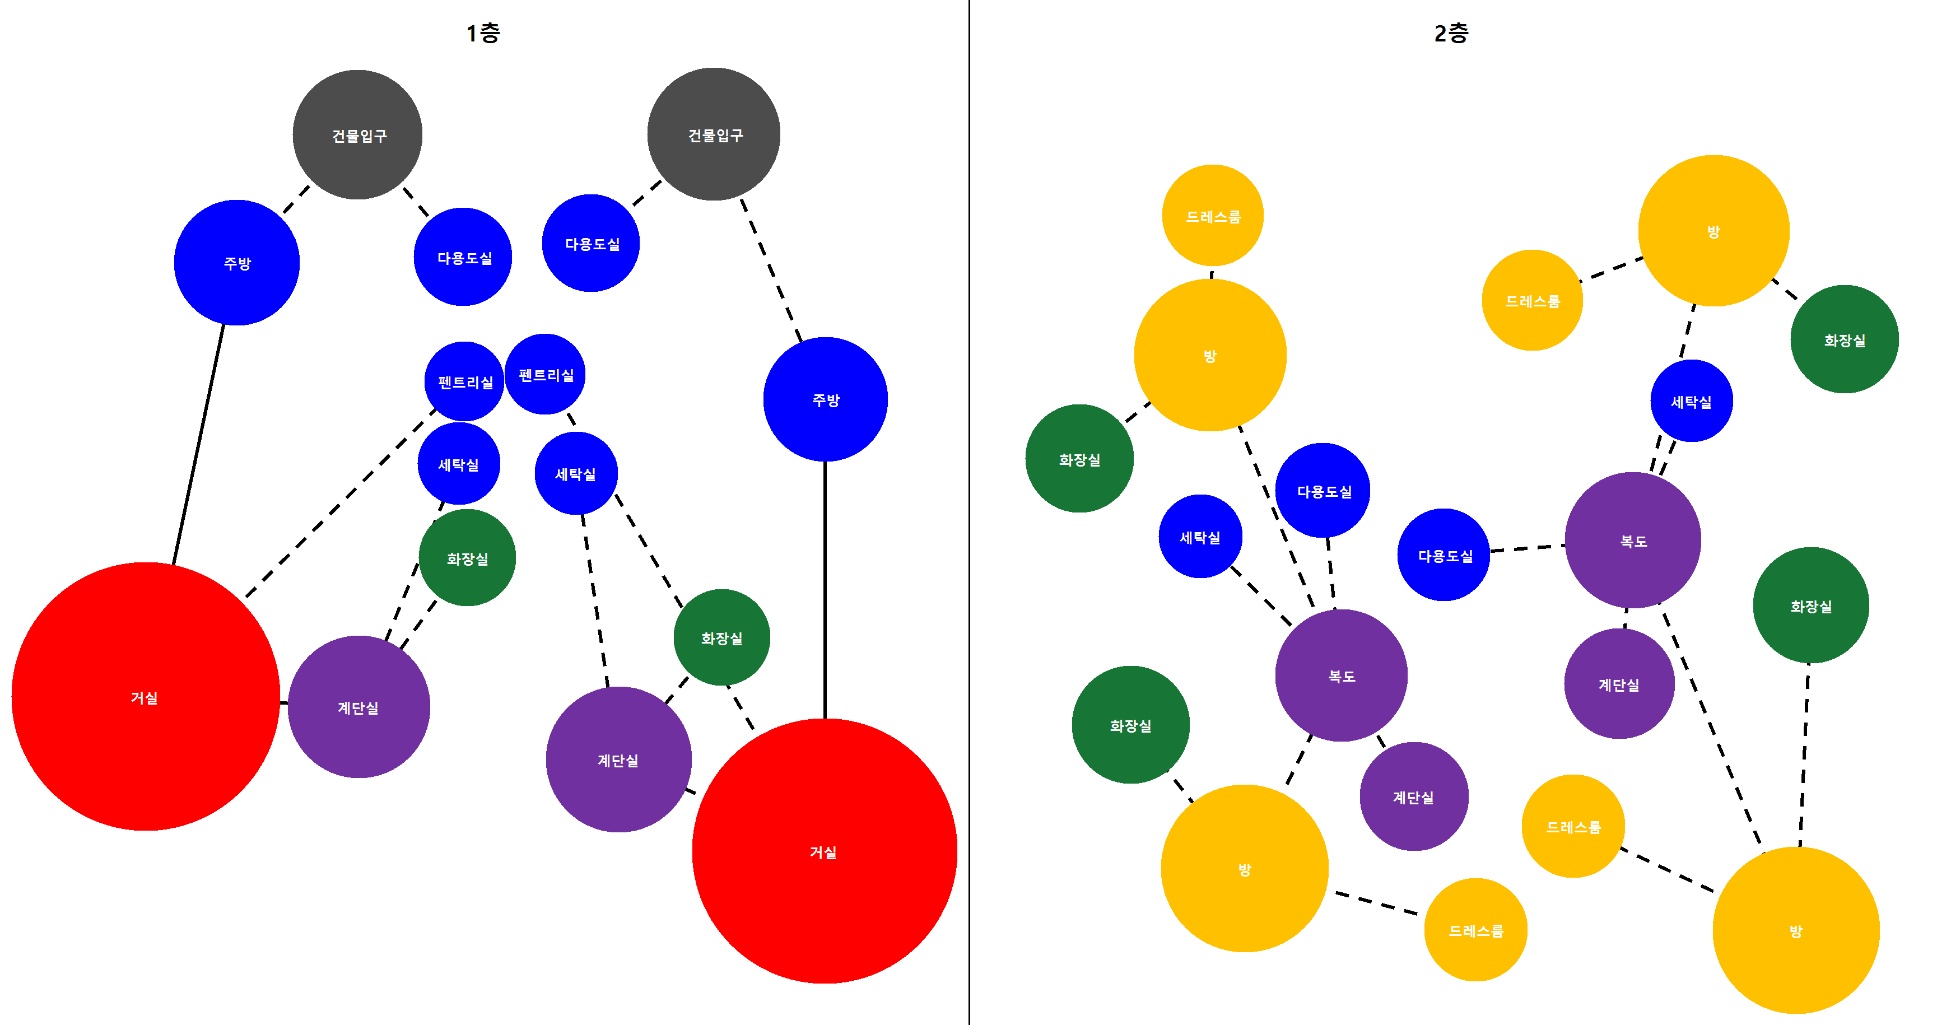 1층
건물입구
건물입구
주방
다용도실
다용도실
펜트리실
펜트리실
주방
세탁실
세탁실
화장실
화장실
거실
계단실
계단실
거실
2층
드레스룸
방
드레스룸
방
화장실
세탁실
화장실
다용도실
세탁실
다용도실
복도
화장실
복도
계단실
화장실
계단실
드레스룸
방
드레스룸
방